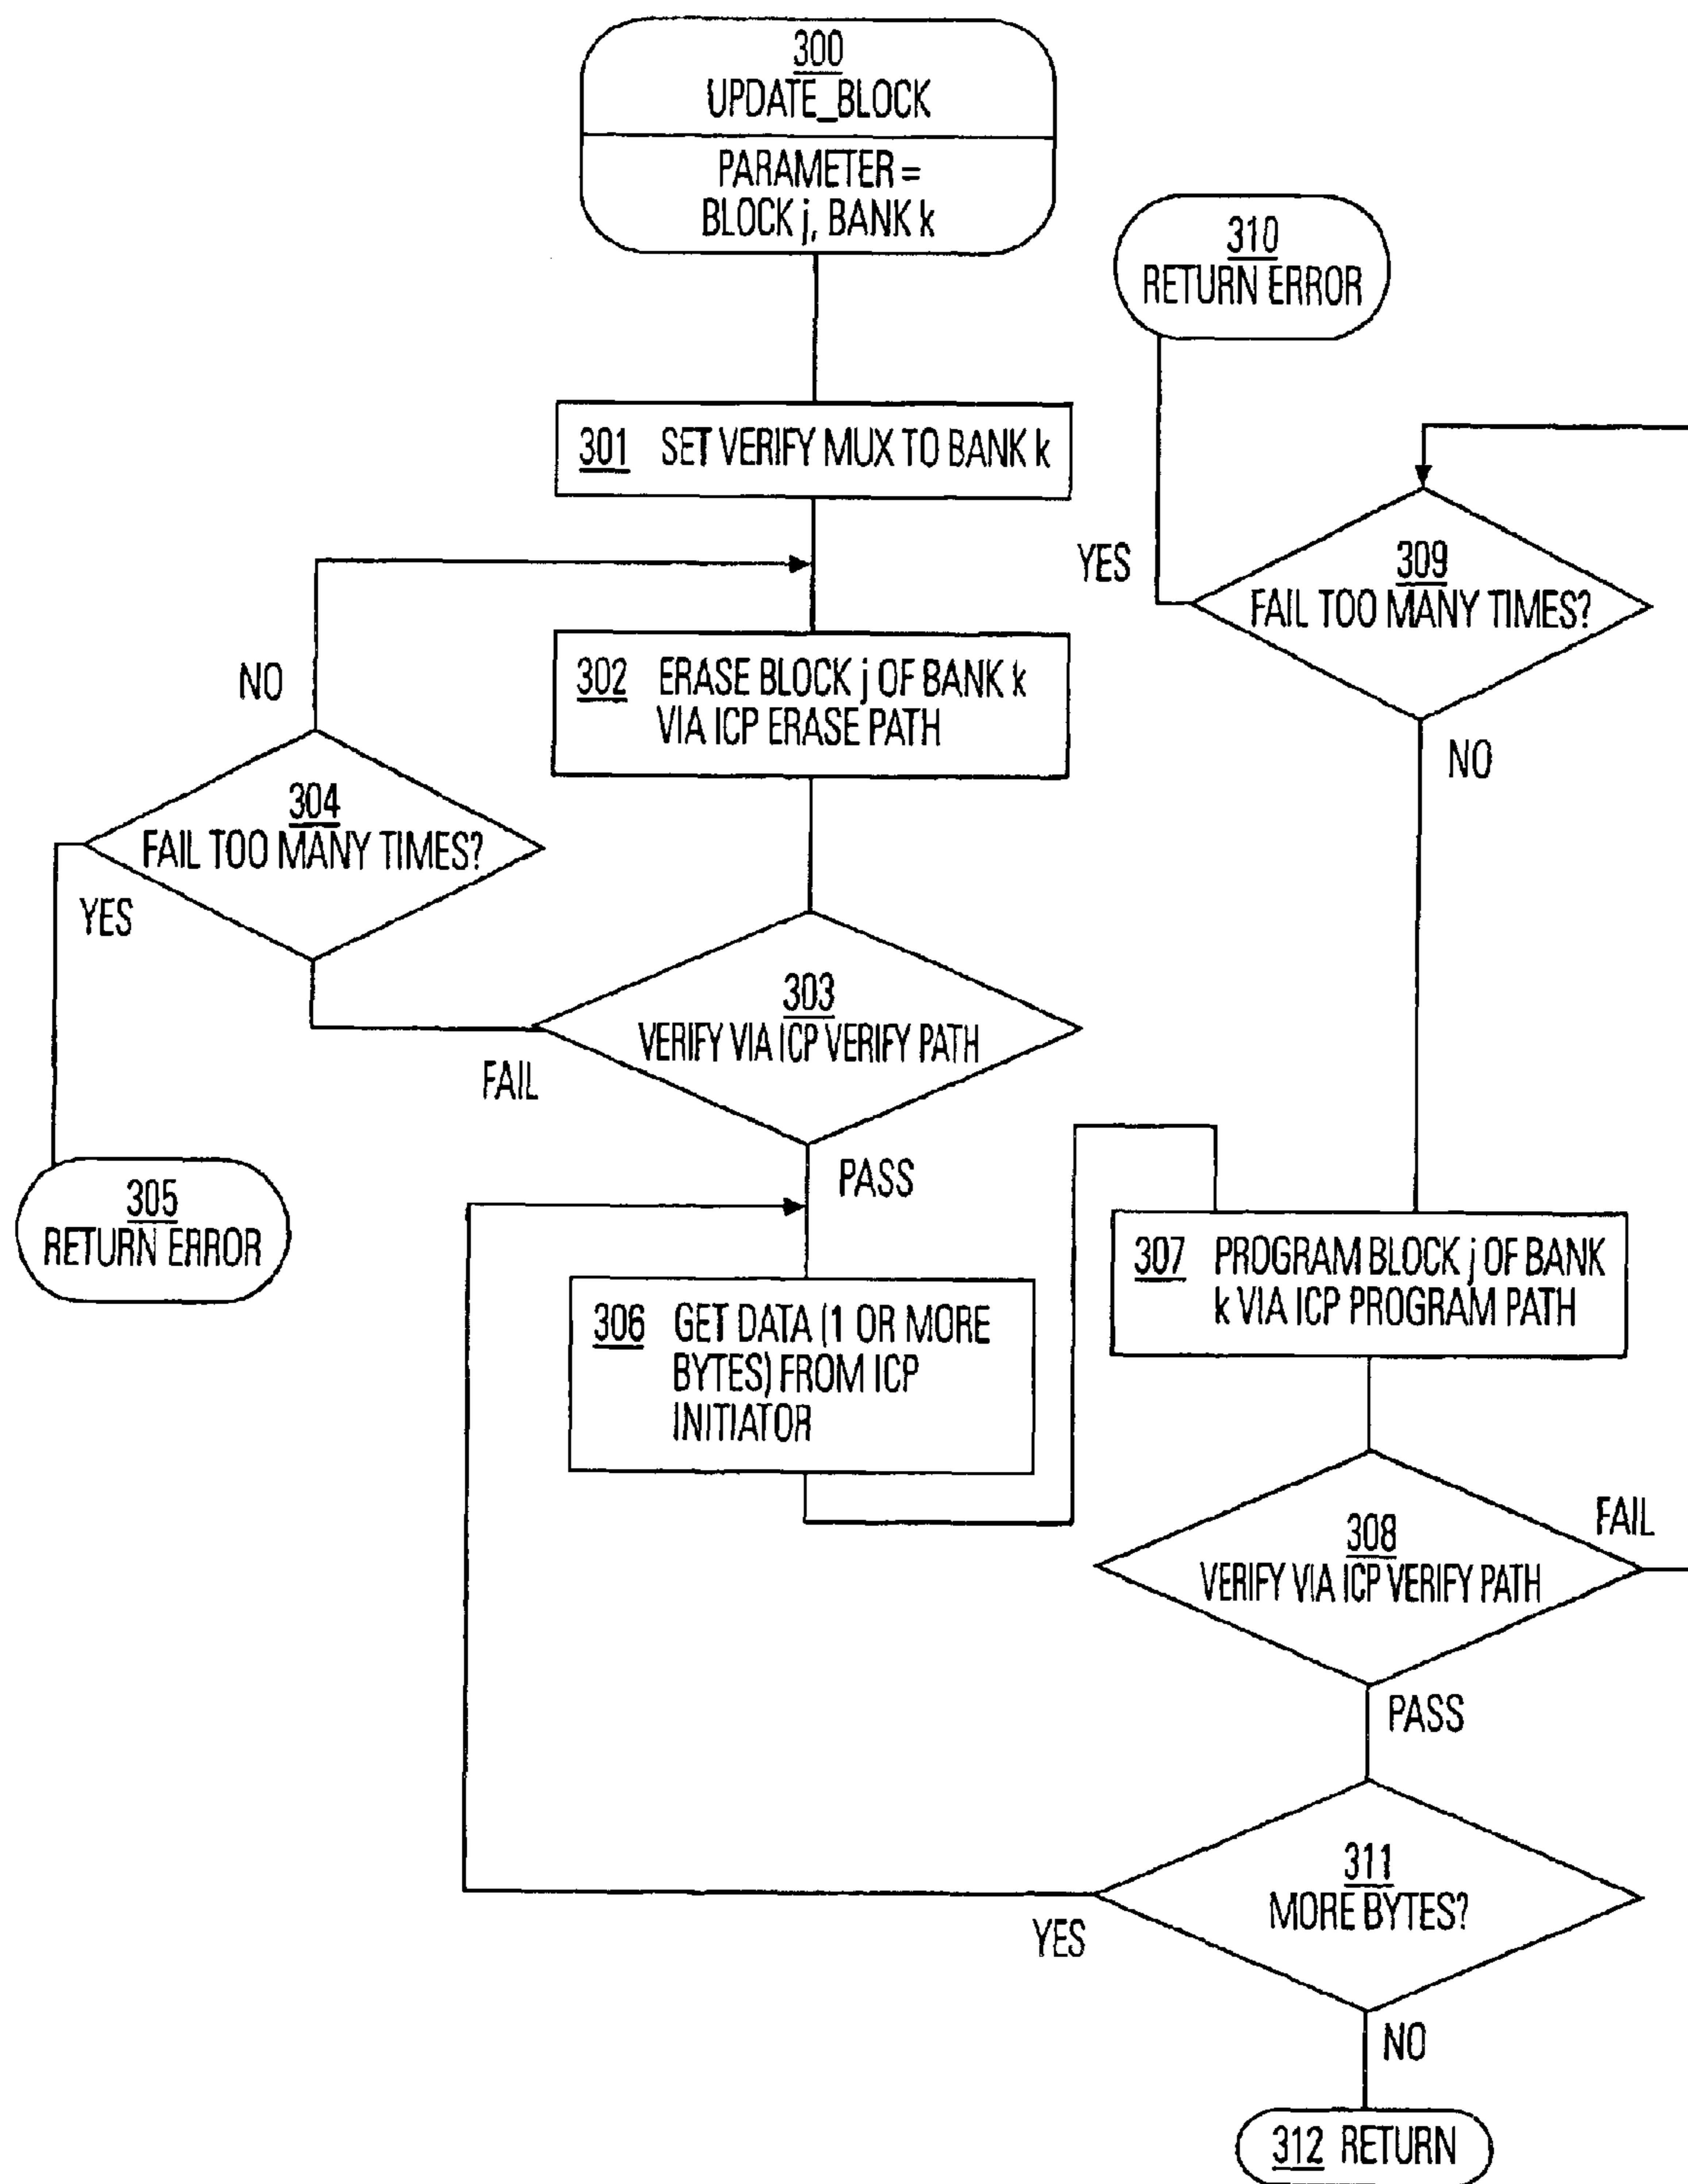 300
UPDATE_BLOCK
PARAMETER =
BLOCK j, BANK k
310
RETURN ERROR
301 SET VERIFY MUX TO BANK k
YES
309
FAIL TOO MANY TIMES?
NO
302 ERASE BLOCK j OF BANK k
VIA ICP ERASE PATH
NO
304
FAIL TOO MANY TIMES?
YES
303
VERIFY VIA ICP VERIFY PATH
FAIL
PASS
305
RETURN ERROR
306 GET DATA (1 OR MORE
BYTES) FROM ICP
INITIATOR
307 PROGRAM BLOCK j OF BANK
k VIA ICP PROGRAM PATH
308
VERIFY VIA ICP VERIFY PATH
FAIL
PASS
311
MORE BYTES?
YES
NO
312 RETURN